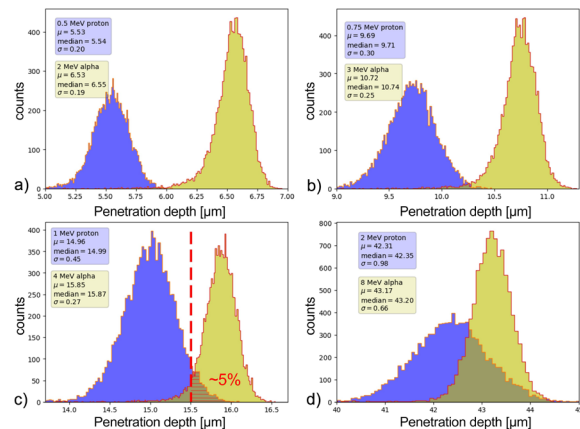 a)
0.5 MeV proton
μ = 5.53
median = 5.54
σ = 0.20
2 MeV alpha
μ = 6.53
median = 6.55
σ = 0.19
counts
400
300
200
100
0
5.00 5.25 5.50 5.75 6.00 6.25 6.50 6.75 7.00
Penetration depth [μm]
b)
0.75 MeV proton
μ = 9.69
median = 9.71
σ = 0.30
3 MeV alpha
μ = 10.72
median = 10.74
σ = 0.25
counts
400
300
200
100
0
9.0 9.5 10.0 10.5 11.0
Penetration depth [μm]
c)
1 MeV proton
μ = 14.96
median = 14.99
σ = 0.45
4 MeV alpha
μ = 15.85
median = 15.87
σ = 0.27
~5%
counts
400
350
300
250
200
150
100
50
0
14.0 14.5 15.0 15.5 16.0 16.5
Penetration depth [μm]
d)
2 MeV proton
μ = 42.31
median = 42.35
σ = 0.98
8 MeV alpha
μ = 43.17
median = 43.20
σ = 0.66
counts
800
700
600
500
400
300
200
100
0
40 41 42 43 44
Penetration depth [μm]